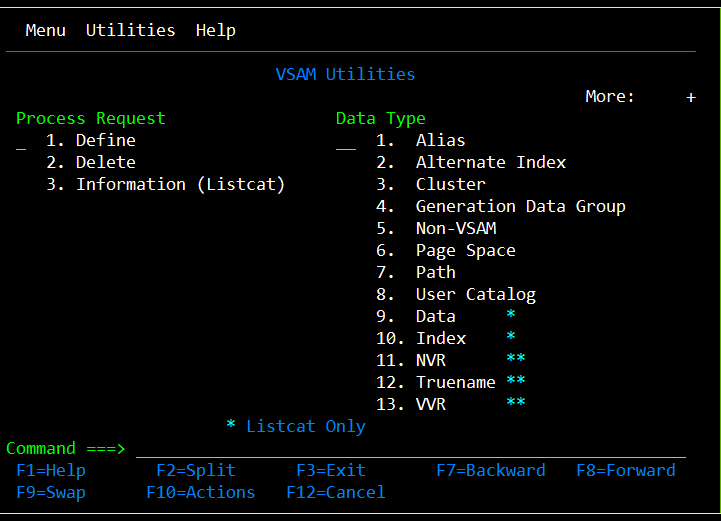 Menu  Utilities  Help
VSAM Utilities
More:     +
Process Request                 Data Type
_  1. Define                    __  1.  Alias
   2. Delete                        2.  Alternate Index
   3. Information (Listcat)         3.  Cluster
                                    4.  Generation Data Group
                                    5.  Non-VSAM
                                    6.  Page Space
                                    7.  Path
                                    8.  User Catalog
                                    9.  Data     *
                                    10. Index    *
                                    11. NVR      **
                                    12. Truename **
                                    13. VVR      **
* Listcat Only
Command ===> _______________________________________________________
F1=Help       F2=Split      F3=Exit       F7=Backward   F8=Forward
F9=Swap      F10=Actions   F12=Cancel